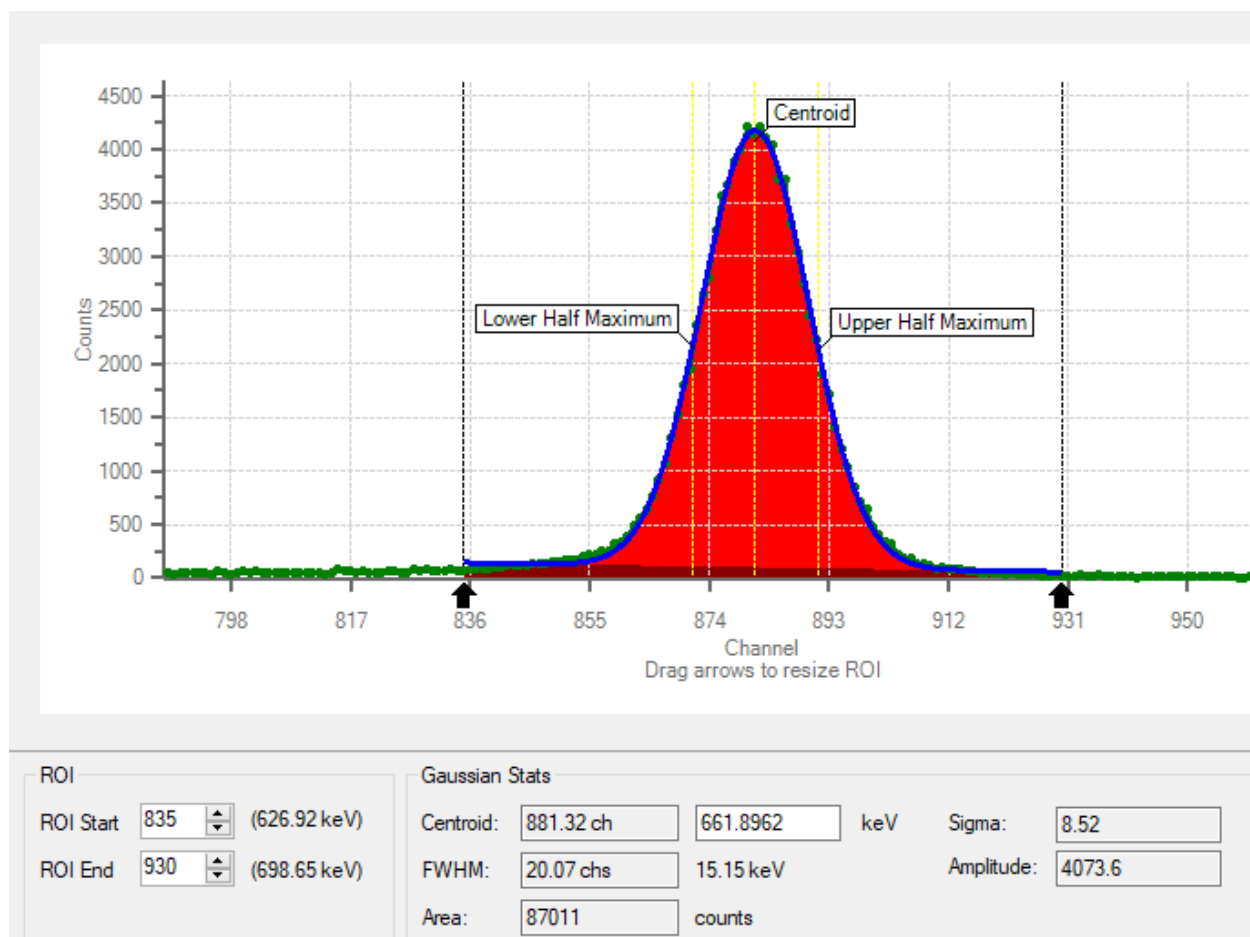 4500
4000
3500
3000
2500
2000
1500
1000
500
0
Counts
Centroid
Lower Half Maximum
Upper Half Maximum
798 817 836 855 874 893 912 931 950
Channel
Drag arrows to resize ROI
ROI
ROI Start 835 (626.92 keV)
ROI End 930 (698.65 keV)
Gaussian Stats
Centroid: 881.32 ch 661.8962 keV Sigma: 8.52
FWHM: 20.07 chs 15.15 keV Amplitude: 4073.6
Area: 87011 counts